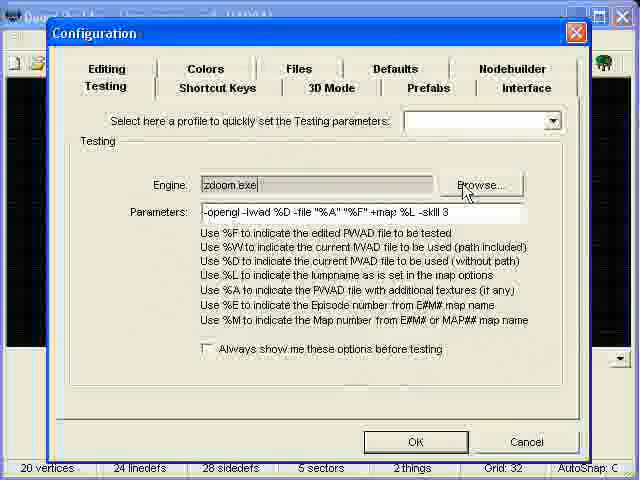 Configuration
Editing Colors Files Defaults Nodebuilder
Testing Shortcut Keys 3D Mode Prefabs Interface
Select here a profile to quickly set the Testing parameters:
Testing
Engine: zdoom.exe Browse...
Parameters: -opengl -iwad %D -file "%A" "%F" +map %L -skill 3
Use %F to indicate the edited PWAD file to be tested
Use %W to indicate the current IWAD file to be used (path included)
Use %D to indicate the current IWAD file to be used (without path)
Use %L to indicate the lumpname as is set in the map options
Use %A to indicate the PWAD file with additional textures (if any)
Use %E to indicate the Episode number from E#M# map name
Use %M to indicate the Map number from E#M# or MAP## map name
Always show me these options before testing
OK Cancel
20 vertices 24 linedefs 28 sidedefs 5 sectors 2 things Grid: 32 AutoSnap: O